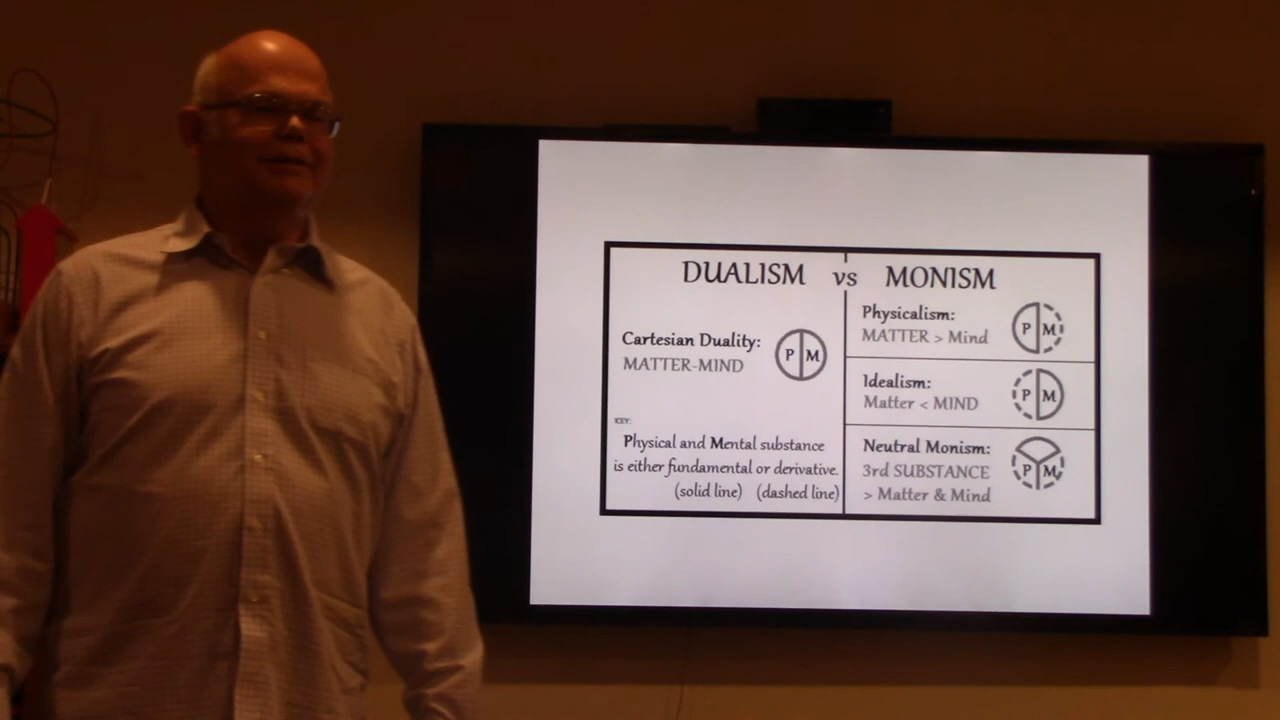 DUALISM vs MONISM
Cartesian Duality:
MATTER-MIND
P M
KEY:
Physical and Mental substance
is either fundamental or derivative.
(solid line) (dashed line)
Physicalism:
MATTER > Mind
P M
Idealism:
Matter < MIND
P M
Neutral Monism:
3rd SUBSTANCE
> Matter & Mind
P M